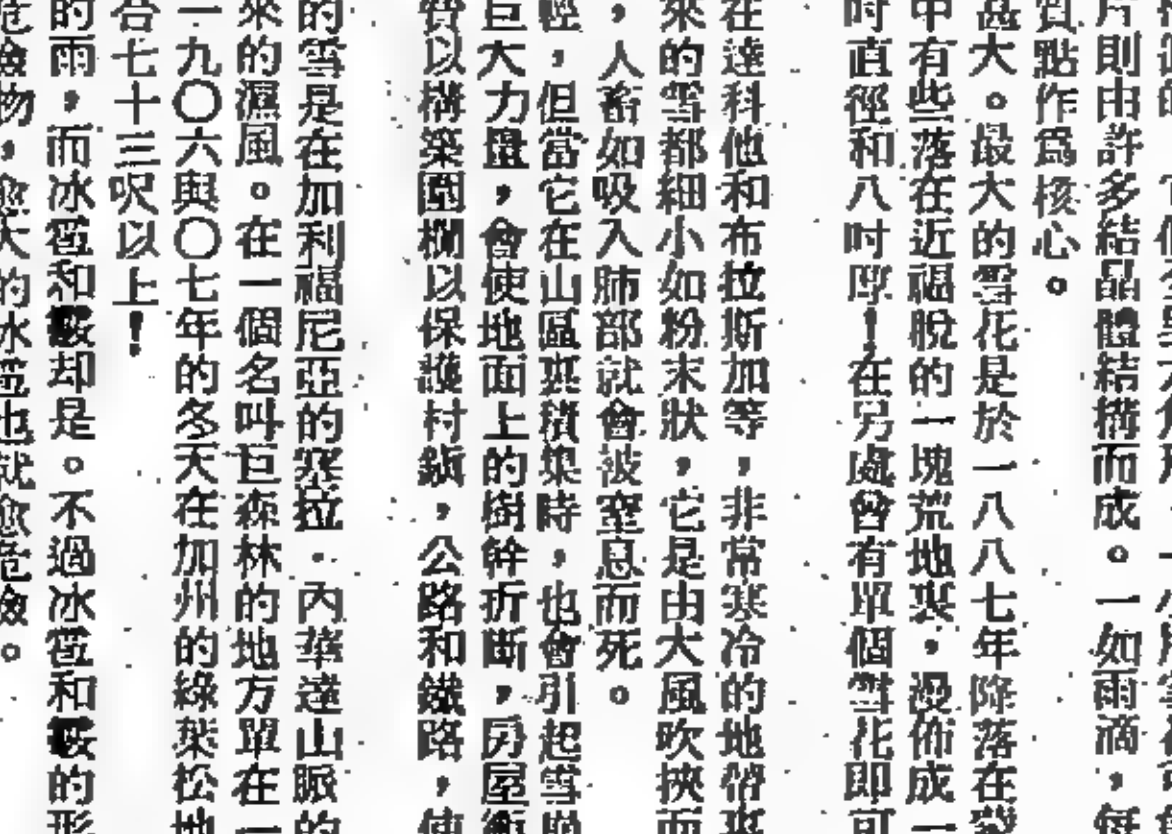 片則由許多結晶體結構而成。一如雨滴，每
質點作爲核心。
甚大。最大的雪花是於一八八七年降落在
中有些落在近福脫的一塊荒地裏，漫佈成一
吋直徑和八吋厚！在另處曾有單個雪花即可
在達科他和布拉斯加等，非常寒冷的地帶裏
來的雪都細小如粉末狀，它是由大風吹挾而
，人畜如吸入肺部就會被窒息而死。
輕，但當它在山區裏積集時，也會引起雪崩
巨大力量，會使地面上的樹幹折斷，房屋衝
費以構築圍欄以保護村鎮，公路和鐵路，使
的雪是在加利福尼亞的塞拉．內華達山脈的
來的濕風。在一個名叫巨森林的地方單在一
一九〇六與〇七年的冬天在加州的綠葉松地
合七十三呎以上！
的雨，而冰雹和霰却是。不過冰雹和霰的形
危險物，愈大的冰雹也就愈危險。